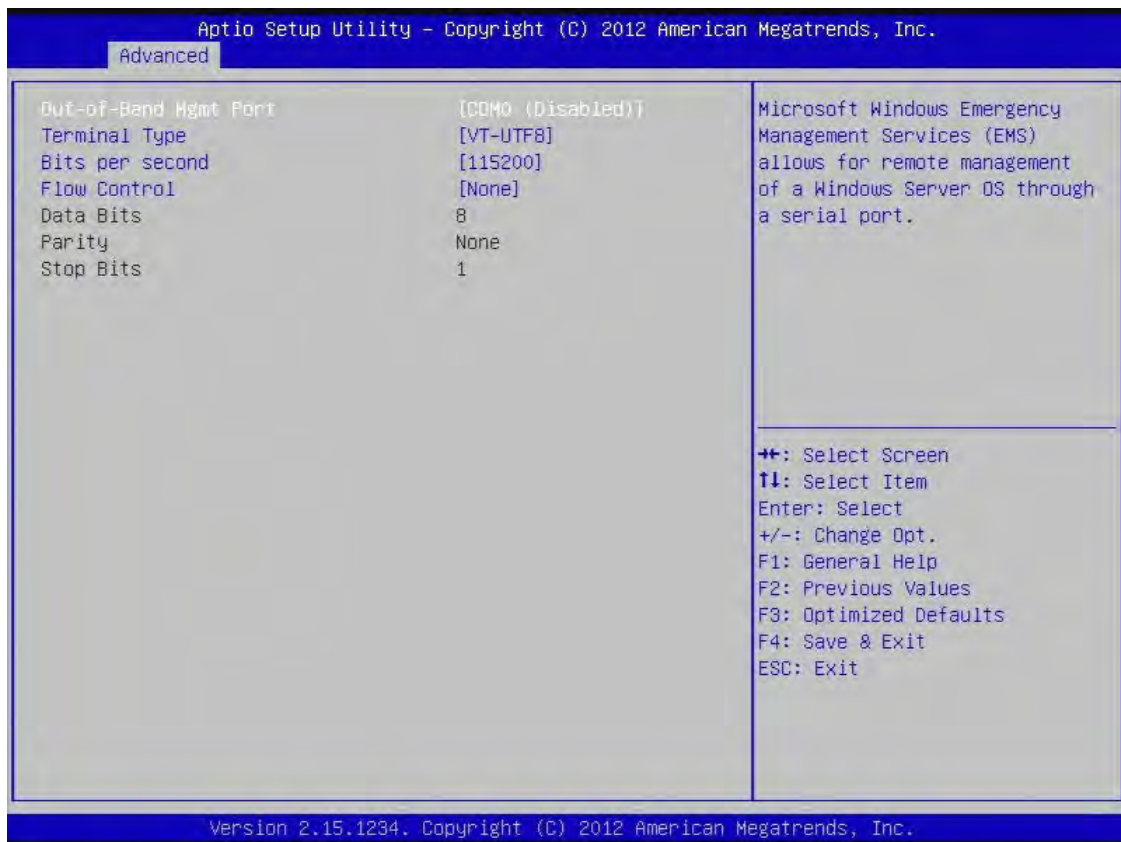 Aptio Setup Utility – Copyright (C) 2012 American Megatrends, Inc.
Advanced
Out-of-Band Mgmt Port [COM0 (Disabled)]
Terminal Type [VT-UTF8]
Bits per second [115200]
Flow Control [None]
Data Bits 8
Parity None
Stop Bits 1
Microsoft Windows Emergency
Management Services (EMS)
allows for remote management
of a Windows Server OS through
a serial port.
→←: Select Screen
↑↓: Select Item
Enter: Select
+/-: Change Opt.
F1: General Help
F2: Previous Values
F3: Optimized Defaults
F4: Save & Exit
ESC: Exit
Version 2.15.1234. Copyright (C) 2012 American Megatrends, Inc.